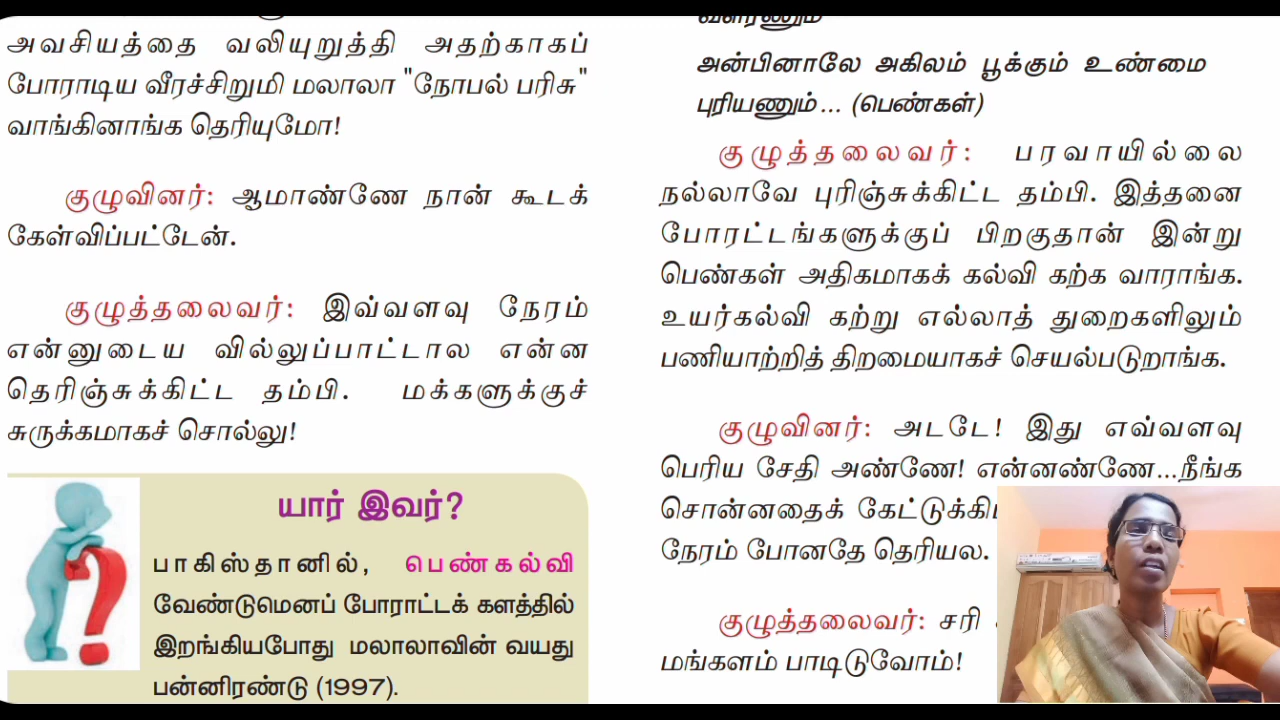 அவசியத்தை வலியுறுத்தி அதற்காகப்
போராடிய வீரச்சிறுமி மலாலா "நோபல் பரிசு"
வாங்கினாங்க தெரியுமோ!
குழுவினர்: ஆமாண்ணே நான் கூடக்
கேள்விப்பட்டேன்.
குழுத்தலைவர்: இவ்வளவு நேரம்
என்னுடைய வில்லுப்பாட்டால என்ன
தெரிஞ்சுக்கிட்ட தம்பி. மக்களுக்குச்
சுருக்கமாகச் சொல்லு!
யார் இவர்?
பாகிஸ்தானில், பெண்கல்வி
வேண்டுமெனப் போராட்டக் களத்தில்
இறங்கியபோது மலாலாவின் வயது
பன்னிரண்டு (1997).
அன்பினாலே அகிலம் பூக்கும் உண்மை
புரியணும்... (பெண்கள்)
குழுத்தலைவர்: பரவாயில்லை
நல்லாவே புரிஞ்சுக்கிட்ட தம்பி. இத்தனை
போரட்டங்களுக்குப் பிறகுதான் இன்று
பெண்கள் அதிகமாகக் கல்வி கற்க வாராங்க.
உயர்கல்வி கற்று எல்லாத் துறைகளிலும்
பணியாற்றித் திறமையாகச் செயல்படுறாங்க.
குழுவினர்: அடடே! இது எவ்வளவு
பெரிய சேதி அண்ணே! என்னண்ணே...நீங்க
சொன்னதைக்
நேரம் போனதே தெரியல.
குழுத்தலைவர்: சரி
மங்களம் பாடிடுவோம்!